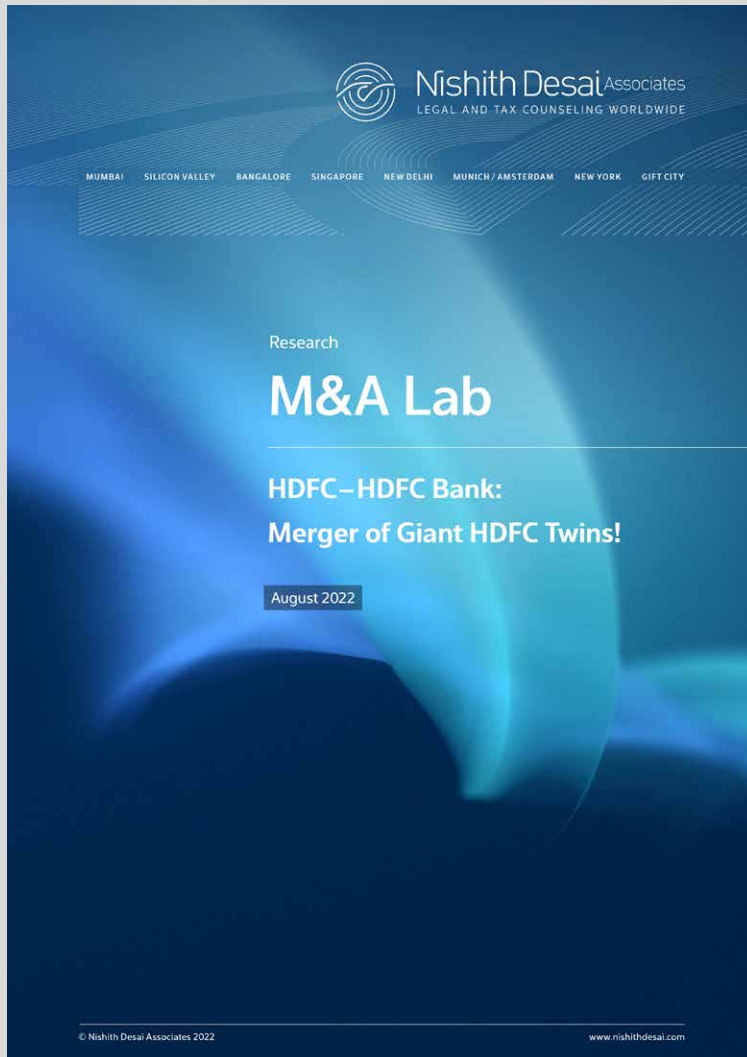 Nishith Desai Associates
LEGAL AND TAX COUNSELING WORLDWIDE
MUMBAI SILICON VALLEY BANGALORE SINGAPORE NEW DELHI MUNICH / AMSTERDAM NEW YORK GIFT CITY
Research
M&A Lab
HDFC–HDFC Bank:
Merger of Giant HDFC Twins!
August 2022
© Nishith Desai Associates 2022 www.nishithdesai.com